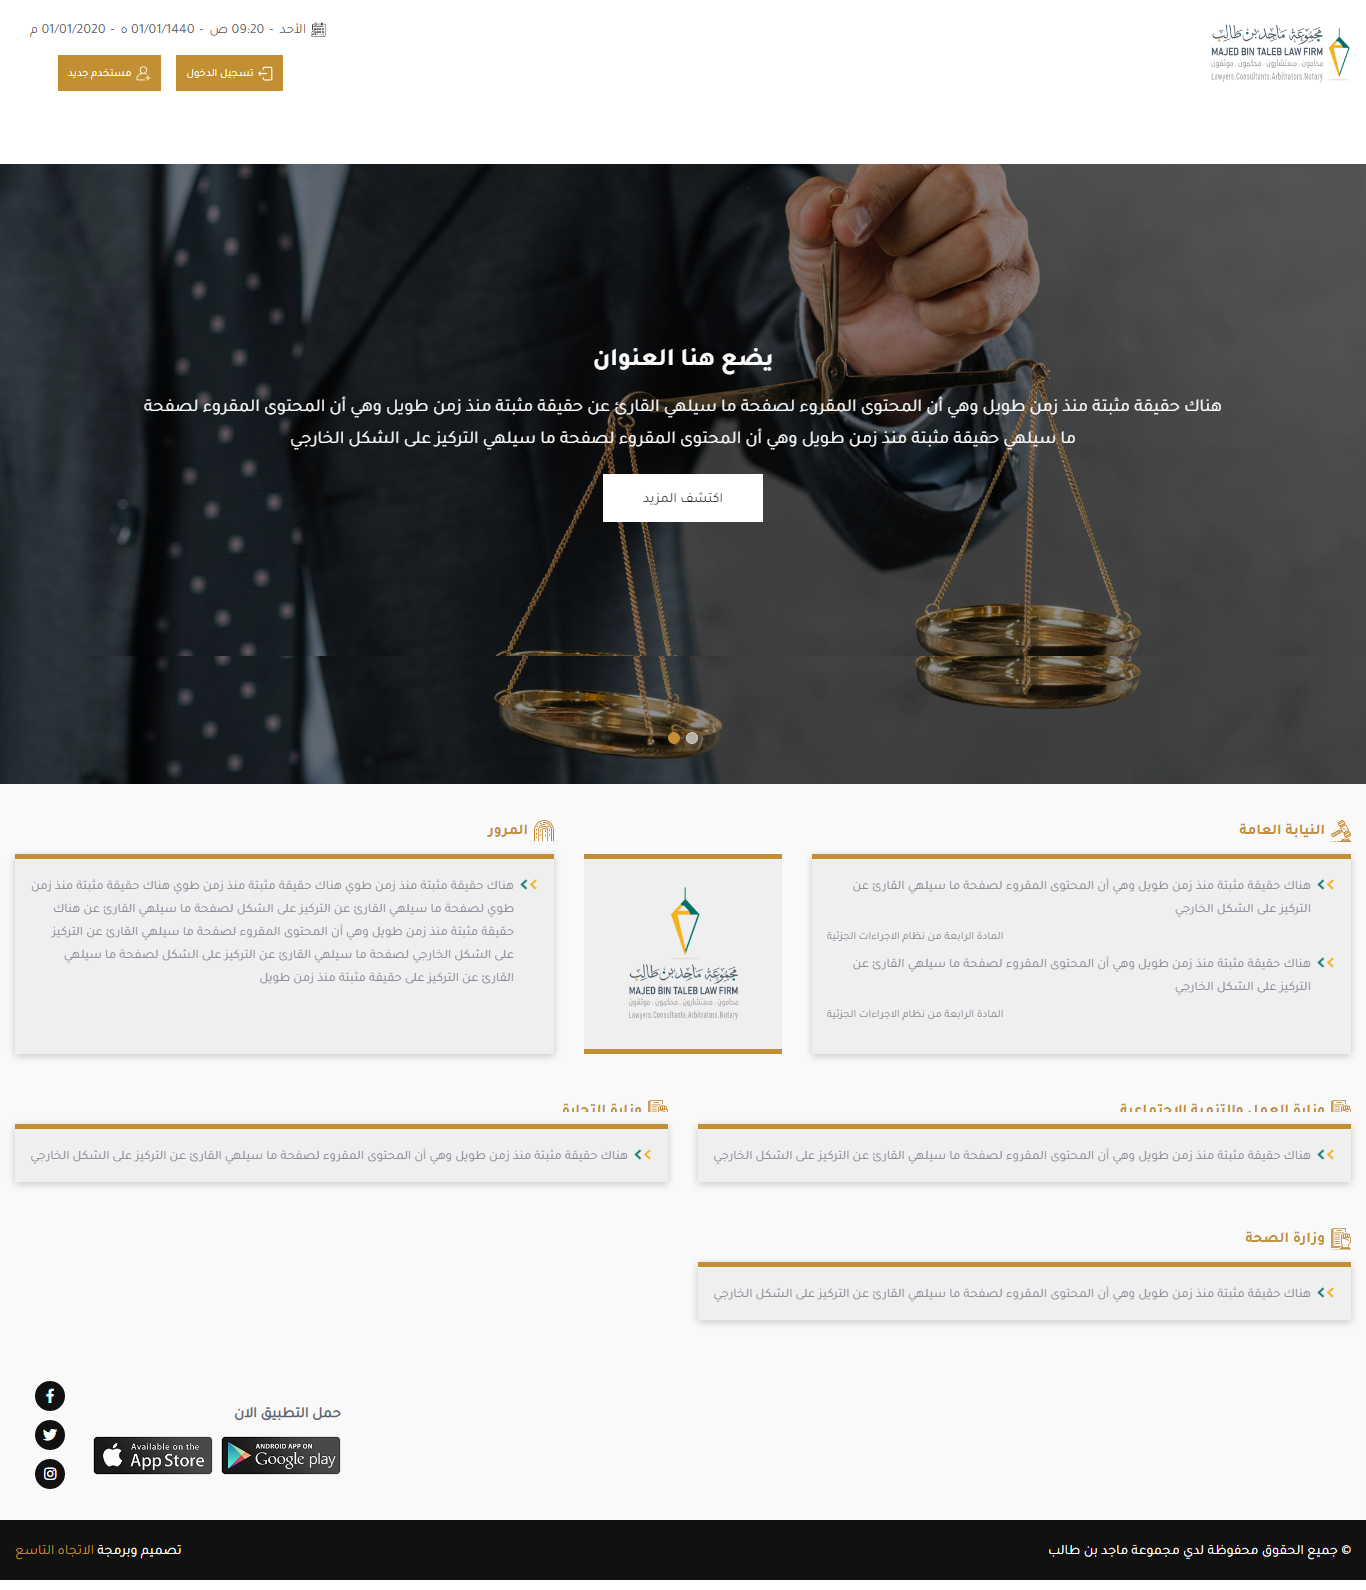 مجموعة ماجد بن طالب
MAJED BIN TALEB LAW FIRM
محامون . مستشارون . محكمون . موثقون
Lawyers.Consultants.Arbitrators.Notary
الأحد - 09:20 ص - 01/01/1440 ه - 01/01/2020 م
تسجيل الدخول
مستخدم جديد
يضع هنا العنوان
هناك حقيقة مثبتة منذ زمن طويل وهي أن المحتوى المقروء لصفحة ما سيلهي القارئ عن حقيقة مثبتة منذ زمن طويل وهي أن المحتوى المقروء لصفحة
ما سيلهي حقيقة مثبتة منذ زمن طويل وهي أن المحتوى المقروء لصفحة ما سيلهي التركيز على الشكل الخارجي
اكتشف المزيد
النيابة العامة
هناك حقيقة مثبتة منذ زمن طويل وهي أن المحتوى المقروء لصفحة ما سيلهي القارئ عن
التركيز على الشكل الخارجي
المادة الرابعة من نظام الاجراءات الجزئية
هناك حقيقة مثبتة منذ زمن طويل وهي أن المحتوى المقروء لصفحة ما سيلهي القارئ عن
التركيز على الشكل الخارجي
المادة الرابعة من نظام الاجراءات الجزئية
مجموعة ماجد بن طالب
MAJED BIN TALEB LAW FIRM
محامون . مستشارون . محكمون . موثقون
Lawyers.Consultants.Arbitrators.Notary
المرور
هناك حقيقة مثبتة منذ زمن طوي هناك حقيقة مثبتة منذ زمن طوي هناك حقيقة مثبتة منذ زمن
طوي لصفحة ما سيلهي القارئ عن التركيز على الشكل لصفحة ما سيلهي القارئ عن هناك
حقيقة مثبتة منذ زمن طويل وهي أن المحتوى المقروء لصفحة ما سيلهي القارئ عن التركيز
على الشكل الخارجي لصفحة ما سيلهي القارئ عن التركيز على الشكل لصفحة ما سيلهي
القارئ عن التركيز على حقيقة مثبتة منذ زمن طويل
وزارة العمل والتنمية الاجتماعية
هناك حقيقة مثبتة منذ زمن طويل وهي أن المحتوى المقروء لصفحة ما سيلهي القارئ عن التركيز على الشكل الخارجي
وزارة التجارة
هناك حقيقة مثبتة منذ زمن طويل وهي أن المحتوى المقروء لصفحة ما سيلهي القارئ عن التركيز على الشكل الخارجي
وزارة الصحة
هناك حقيقة مثبتة منذ زمن طويل وهي أن المحتوى المقروء لصفحة ما سيلهي القارئ عن التركيز على الشكل الخارجي
حمل التطبيق الان
ANDROID APP ON
Google play
Available on the
App Store
© جميع الحقوق محفوظة لدي مجموعة ماجد بن طالب
تصميم وبرمجة الاتجاه التاسع